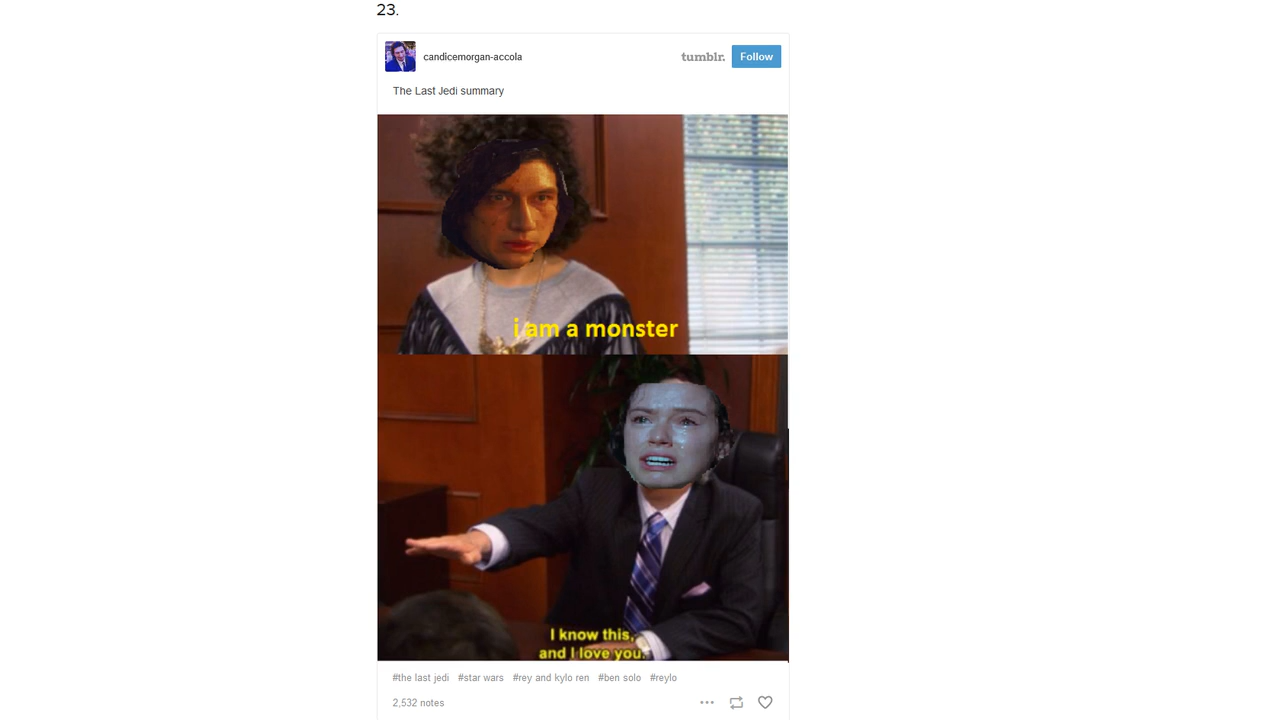 23.
candicemorgan-accola
tumblr.
Follow
The Last Jedi summary
i am a monster
I know this,
and I love you.
#the last jedi #star wars #rey and kylo ren #ben solo #reylo
2,532 notes